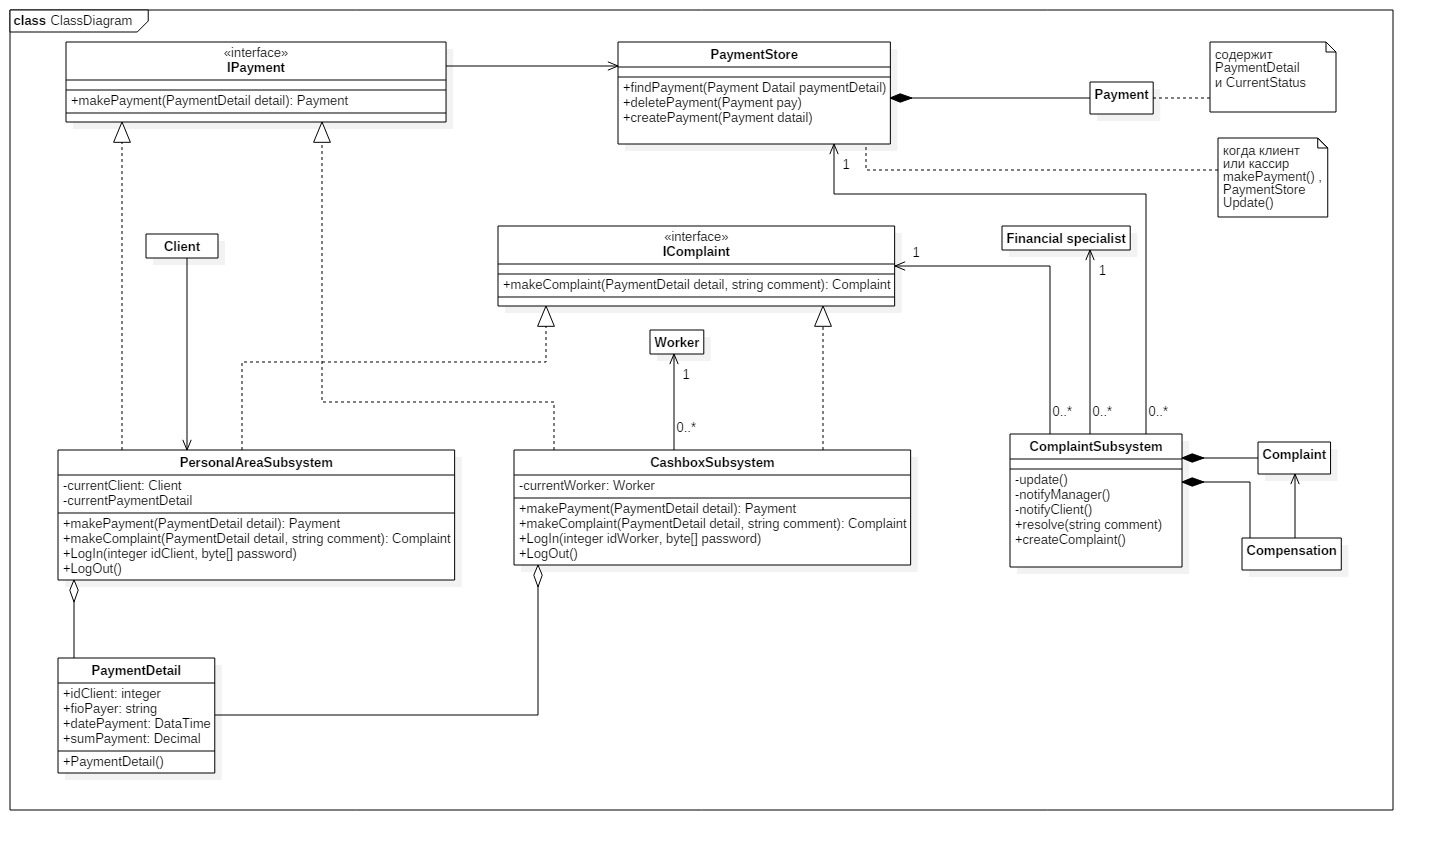 class ClassDiagram
«interface»
IPayment
+makePayment(PaymentDetail detail): Payment
PaymentStore
+findPayment(Payment Datail paymentDetail)
+deletePayment(Payment pay)
+createPayment(Payment datail)
Payment
содержит
PaymentDetail
и CurrentStatus
когда клиент
или кассир
makePayment() ,
PaymentStore
Update()
1
Client
«interface»
IComplaint
+makeComplaint(PaymentDetail detail, string comment): Complaint
1
Financial specialist
1
Worker
1
0..*
0..*
0..*
0..*
PersonalAreaSubsystem
-currentClient: Client
-currentPaymentDetail
+makePayment(PaymentDetail detail): Payment
+makeComplaint(PaymentDetail detail, string comment): Complaint
+LogIn(integer idClient, byte[] password)
+LogOut()
CashboxSubsystem
-currentWorker: Worker
+makePayment(PaymentDetail detail): Payment
+makeComplaint(PaymentDetail detail, string comment): Complaint
+LogIn(integer idWorker, byte[] password)
+LogOut()
ComplaintSubsystem
-update()
-notifyManager()
-notifyClient()
+resolve(string comment)
+createComplaint()
Complaint
Compensation
PaymentDetail
+idClient: integer
+fioPayer: string
+datePayment: DataTime
+sumPayment: Decimal
+PaymentDetail()